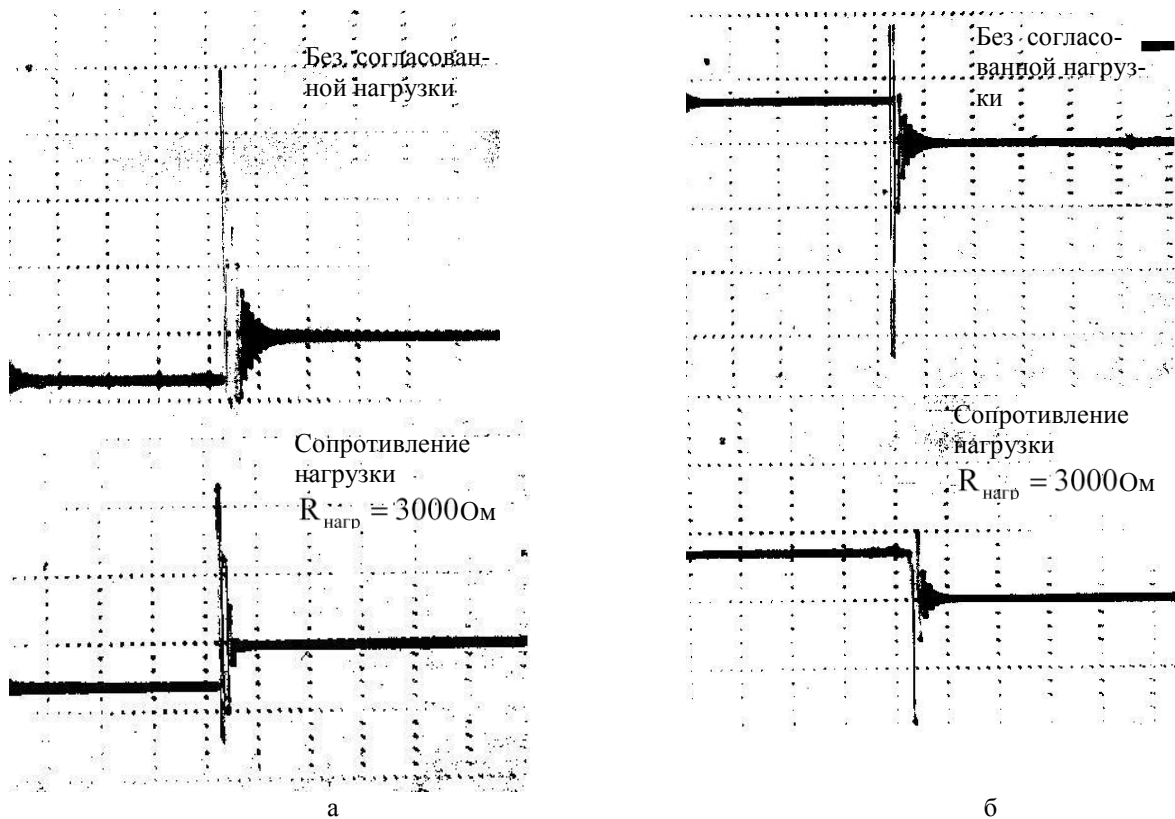 Без согласован-
ной нагрузки
Сопротивление
нагрузки
R нагр = 3000Ом
а
Без согласо-
ванной нагруз-
ки
Сопротивление
нагрузки
R нагр = 3000Ом
б